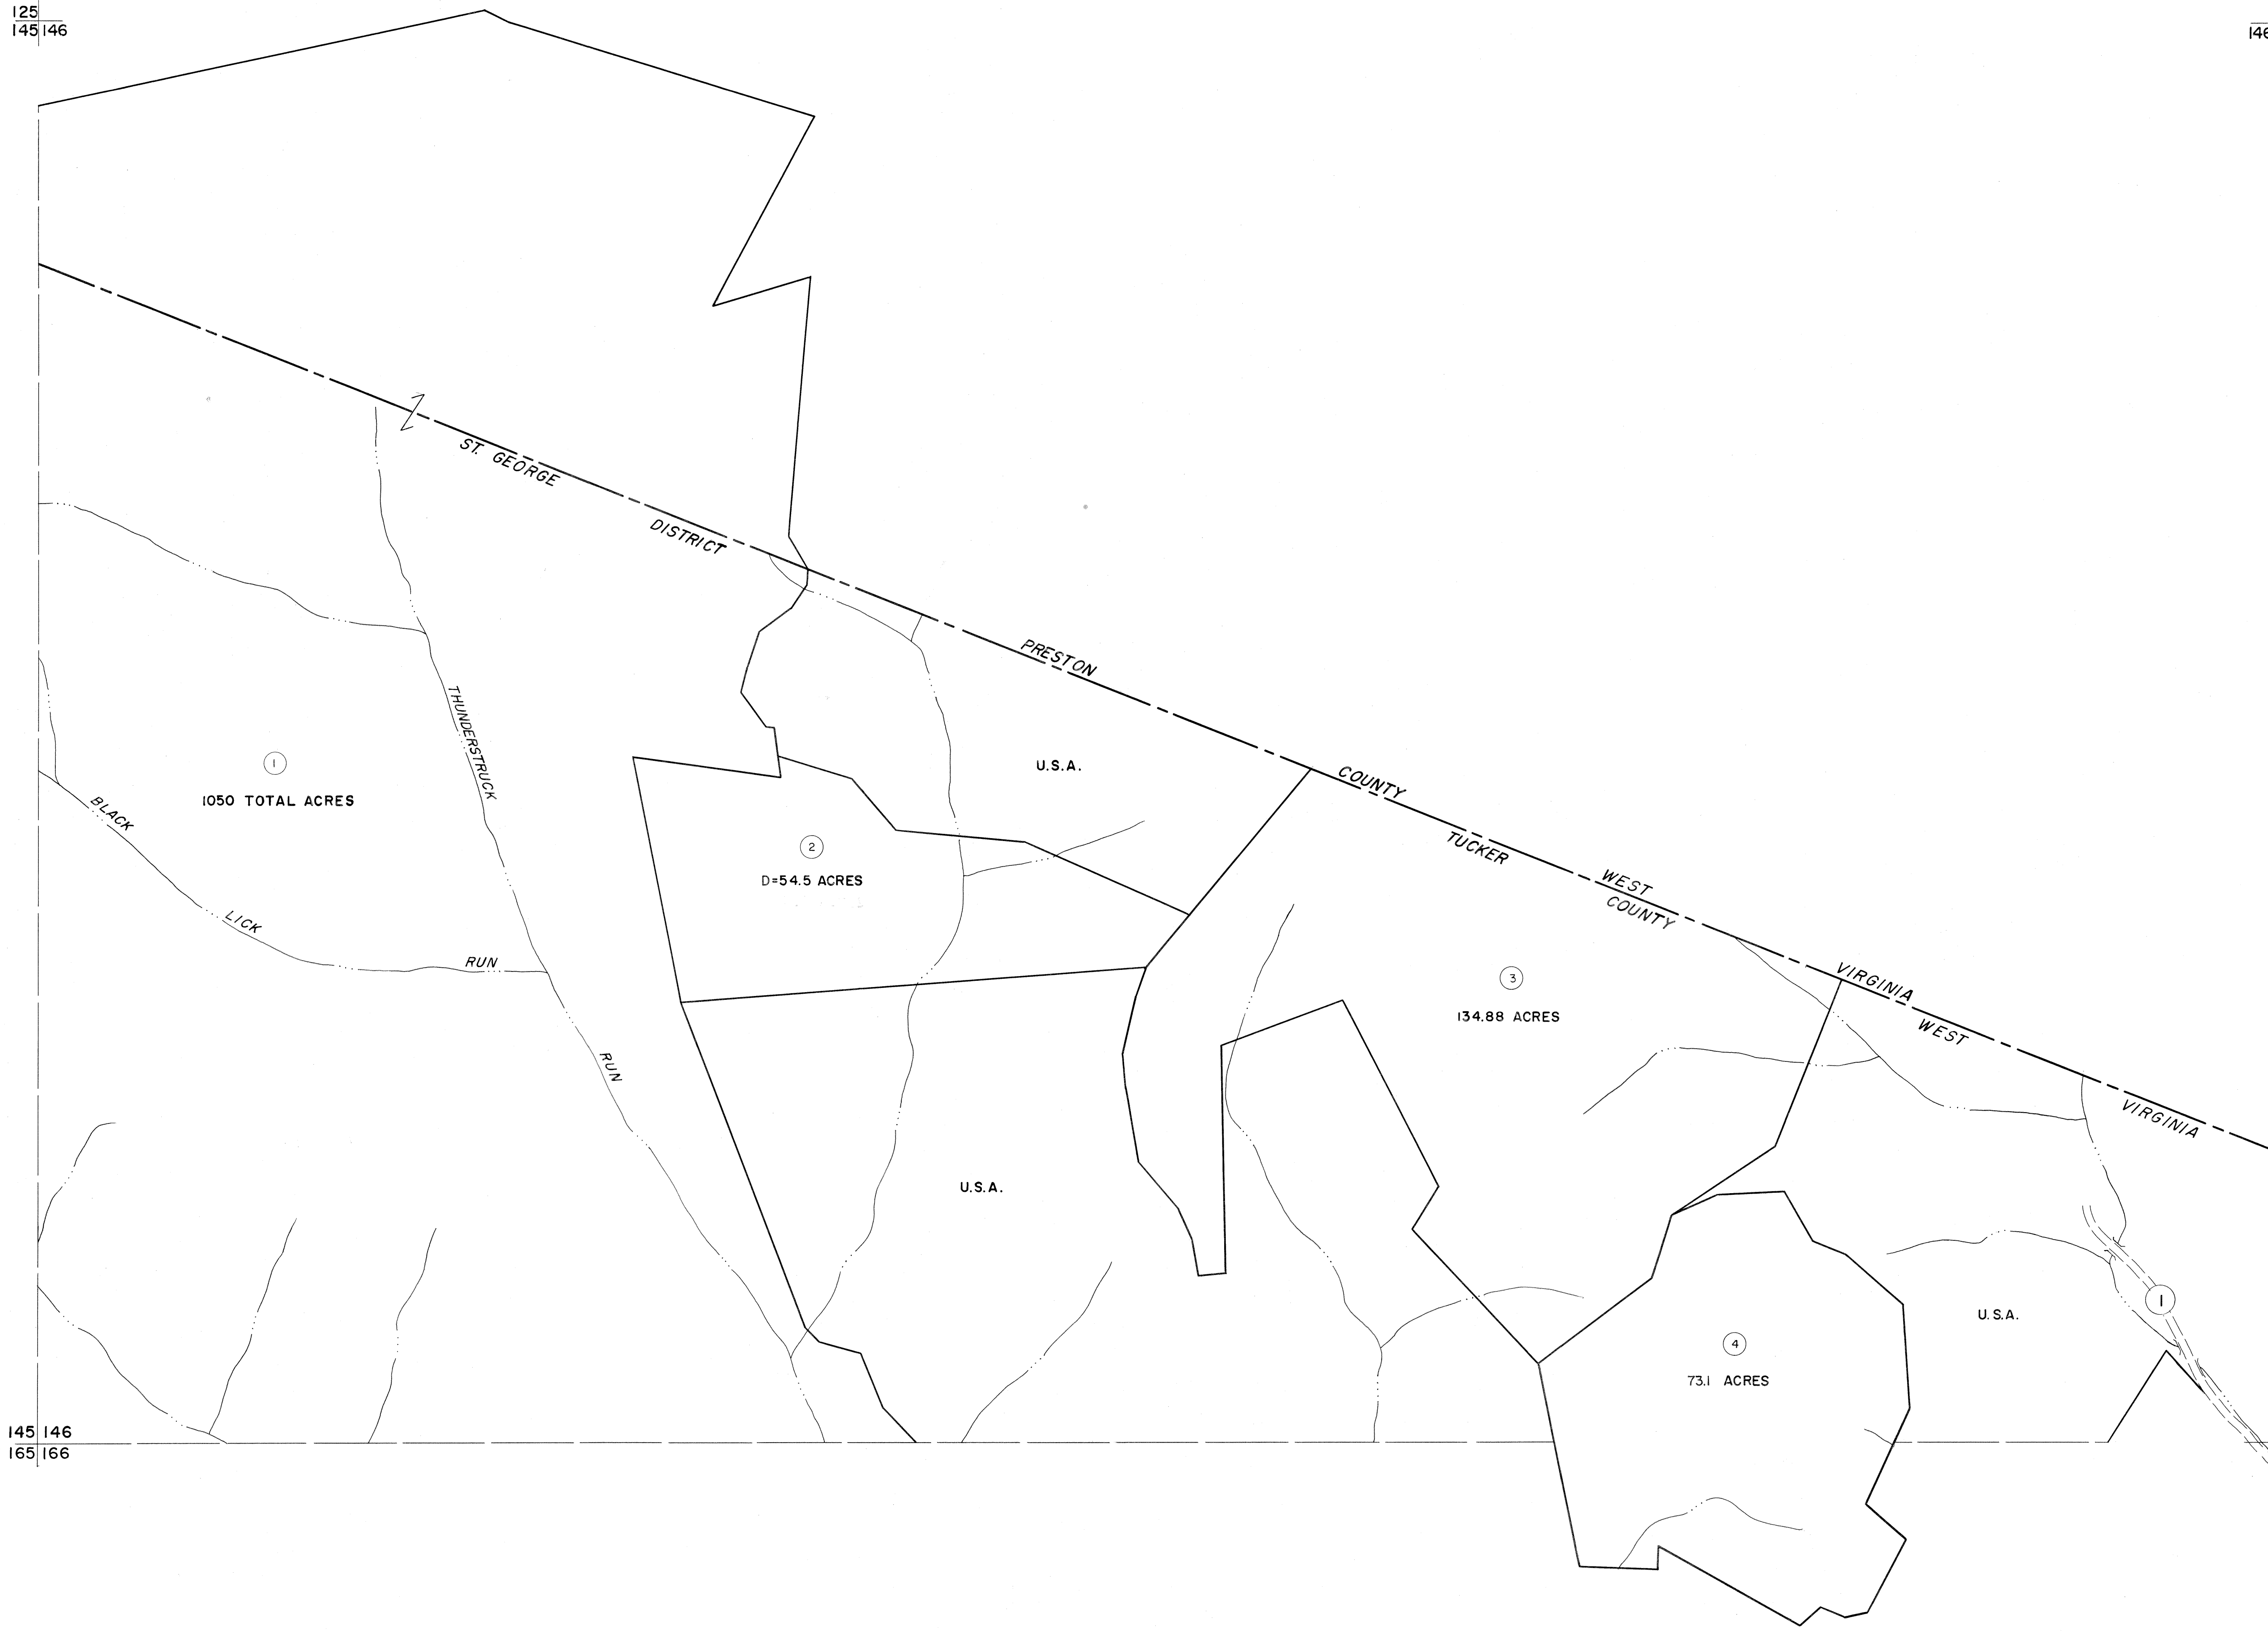 125
145 146
146
ST. GEORGE
DISTRICT
PRESTON
COUNTY
TUCKER
WEST
COUNTY
VIRGINIA
WEST
VIRGINIA
THUNDERSTRUCK
RUN
1
1050 TOTAL ACRES
BLACK
LICK
RUN
U.S.A.
2
D=54.5 ACRES
3
134.88 ACRES
U.S.A.
4
73.1 ACRES
U.S.A.
1
145 146
165 166